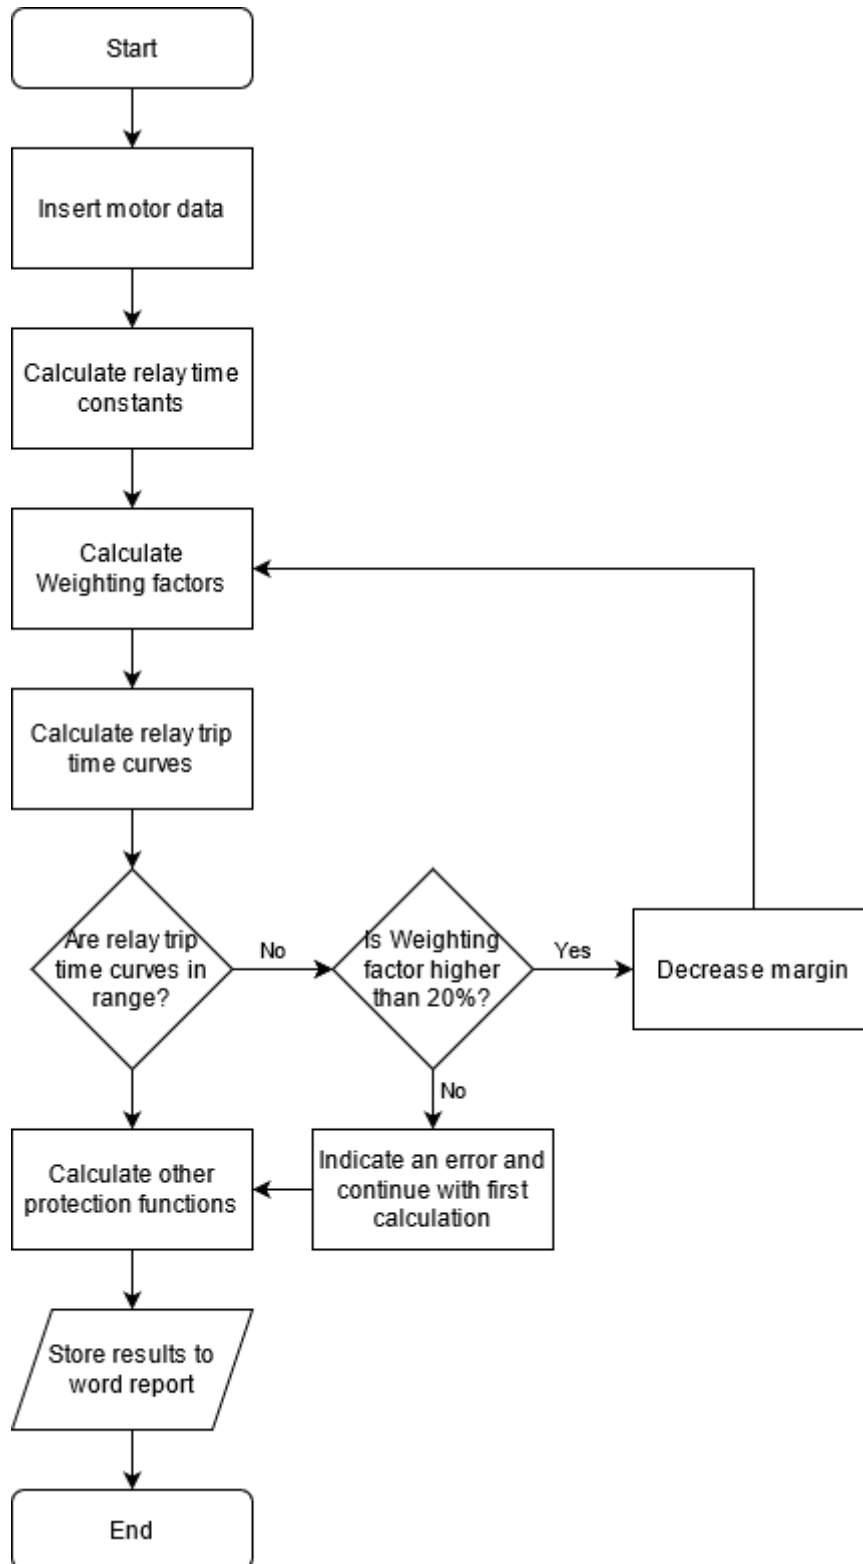 Start
Insert motor data
Calculate relay time
constants
Calculate
Weighting factors
Calculate relay trip
time curves
Are relay trip
time curves in
range?
No
Is Weighting
factor higher
than 20%?
Yes
Decrease margin
No
Calculate other
protection functions
Indicate an error and
continue with first
calculation
Store results to
word report
End